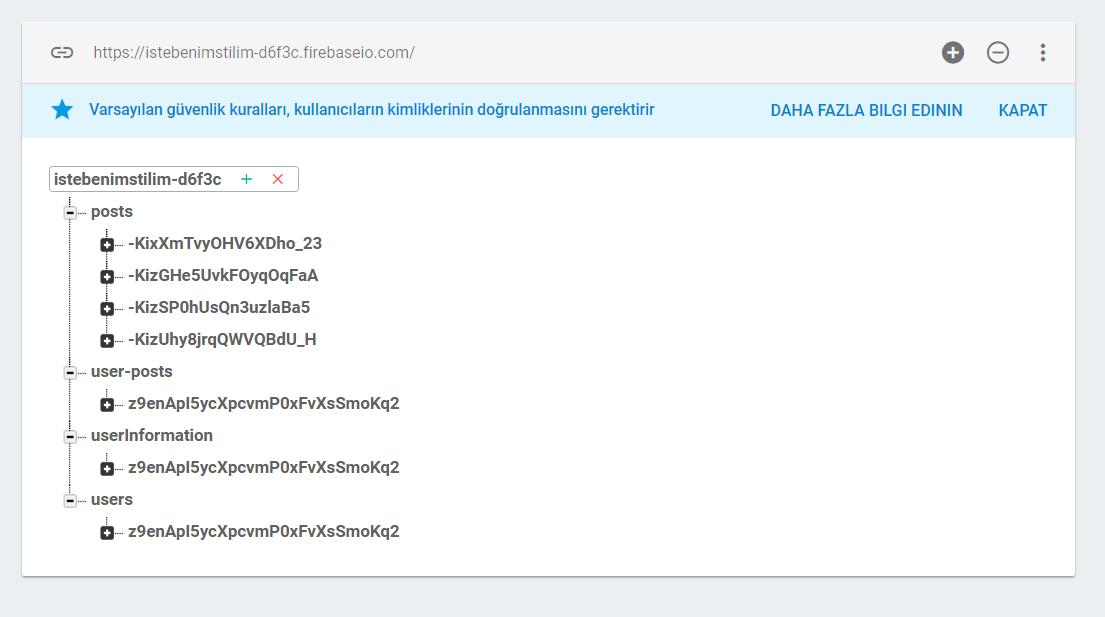 https://istebenimstilim-d6f3c.firebaseio.com/
Varsayılan güvenlik kuralları, kullanıcıların kimliklerinin doğrulanmasını gerektirir DAHA FAZLA BILGI EDININ KAPAT
istebenimstilim-d6f3c
posts
-KixXmTvyOHV6XDho_23
-KizGHe5UvkFOyqOqFaA
-KizSP0hUsQn3uzlaBa5
-KizUhy8jrqQWVQBdU_H
user-posts
z9enApI5ycXpcvmP0xFvXsSmoKq2
userInformation
z9enApI5ycXpcvmP0xFvXsSmoKq2
users
z9enApI5ycXpcvmP0xFvXsSmoKq2